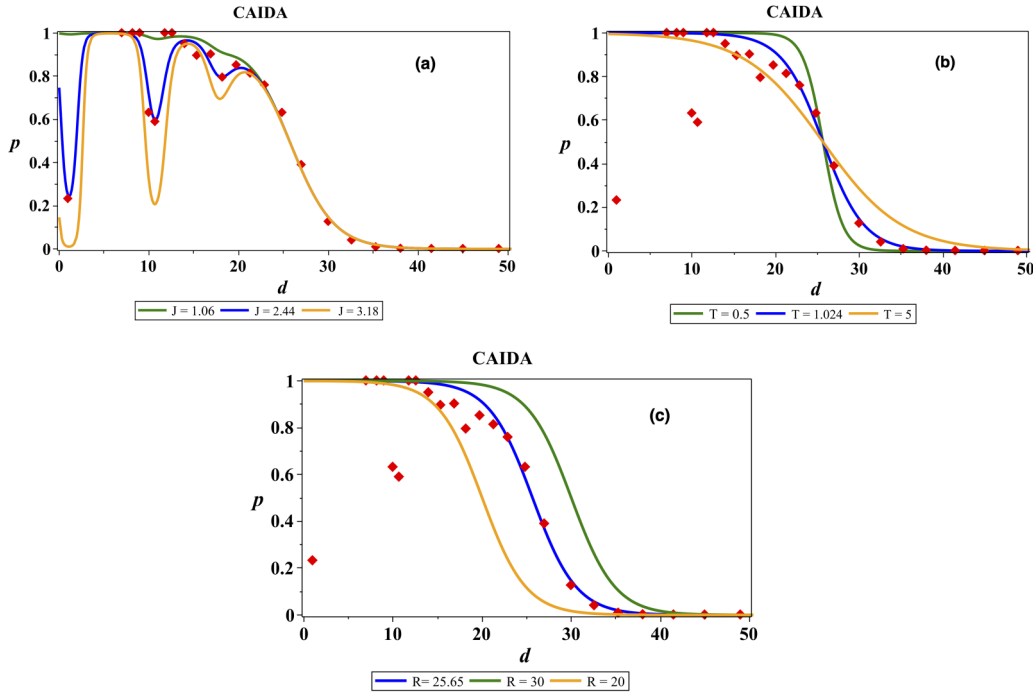 CAIDA
(a)
1
0.8
0.6
p
0.4
0.2
0
0 10 20 30 40 50
d
J = 1.06 J = 2.44 J = 3.18
CAIDA
(b)
1
0.8
0.6
p
0.4
0.2
0
0 10 20 30 40 50
d
T = 0.5 T = 1.024 T = 5
CAIDA
(c)
1
0.8
0.6
p
0.4
0.2
0
0 10 20 30 40 50
d
R= 25.65 R = 30 R = 20